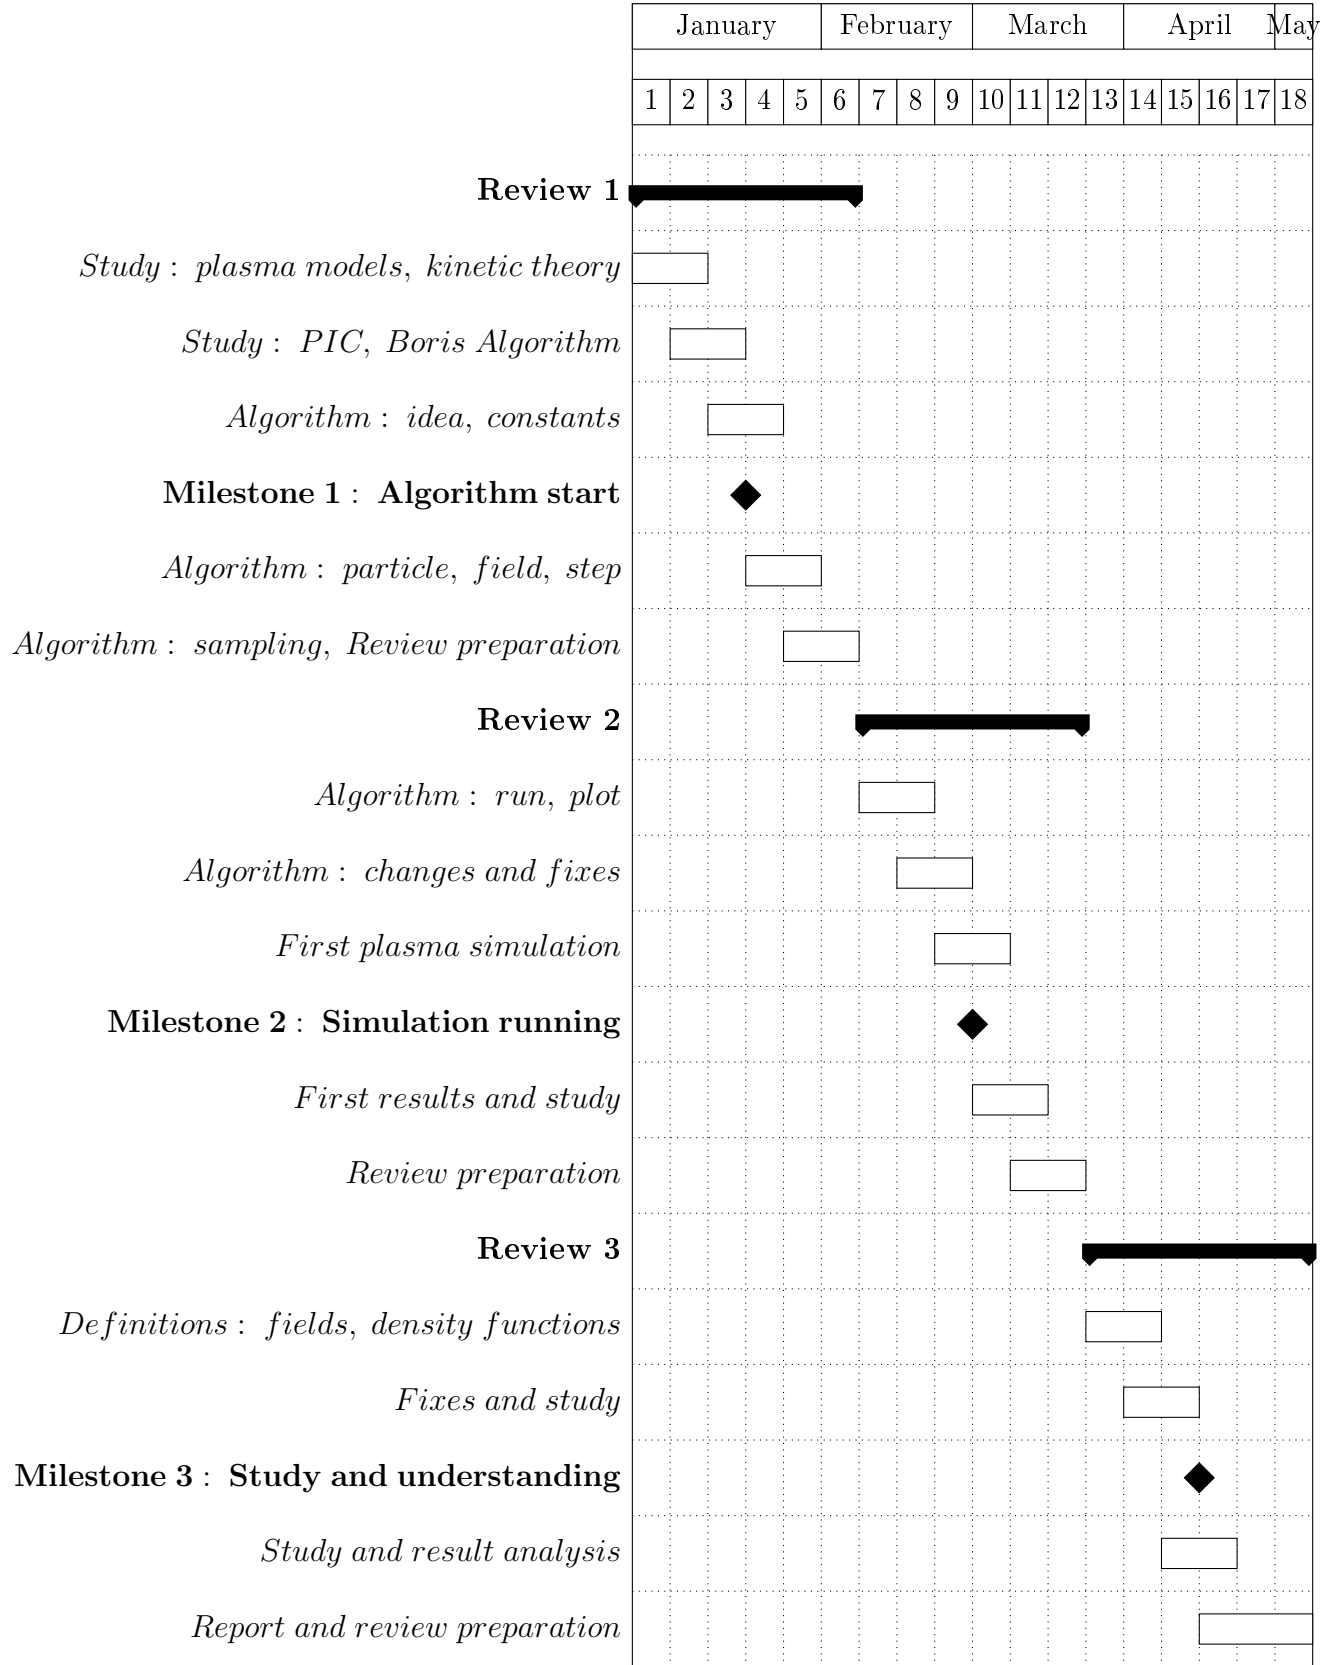 January February March April May
1 2 3 4 5 6 7 8 9 10 11 12 13 14 15 16 17 18
Review 1
Study : plasma models, kinetic theory
Study : PIC, Boris Algorithm
Algorithm : idea, constants
Milestone 1 : Algorithm start
Algorithm : particle, field, step
Algorithm : sampling, Review preparation
Review 2
Algorithm : run, plot
Algorithm : changes and fixes
First plasma simulation
Milestone 2 : Simulation running
First results and study
Review preparation
Review 3
Definitions : fields, density functions
Fixes and study
Milestone 3 : Study and understanding
Study and result analysis
Report and review preparation